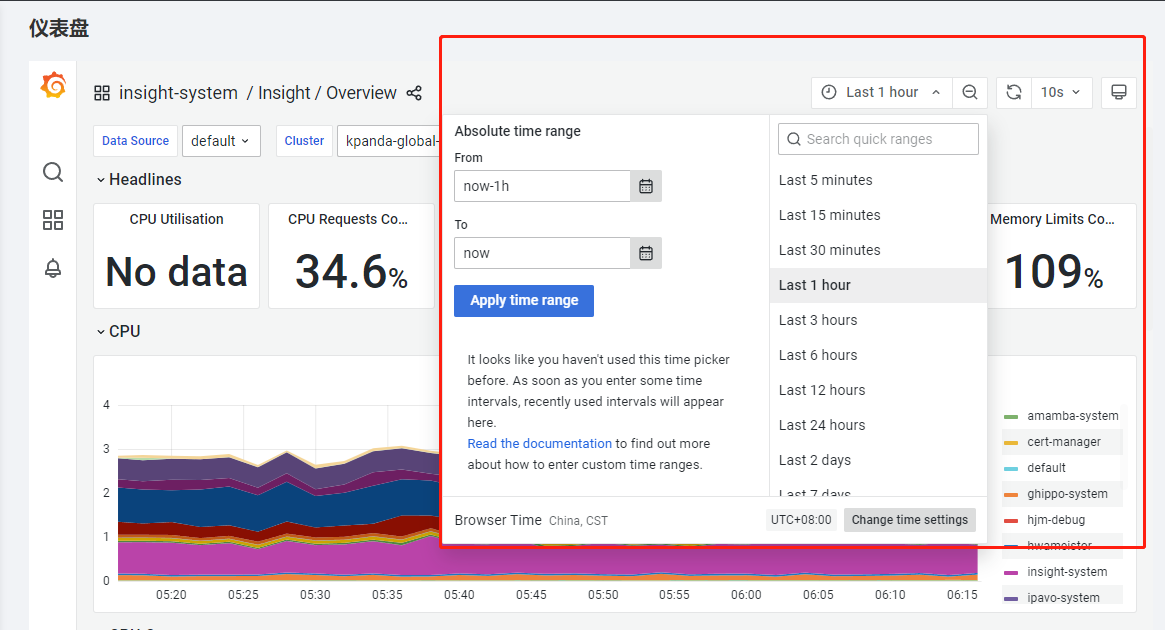 仪表盘
insight-system / Insight / Overview
Last 1 hour
10s
Data Source
default
Cluster
kpanda-global-
Headlines
CPU Utilisation
No data
CPU Requests Co...
34.6%
Memory Limits Co...
109%
Absolute time range
From
now-1h
To
now
Apply time range
It looks like you haven't used this time picker
before. As soon as you enter some time
intervals, recently used intervals will appear
here.
Read the documentation to find out more
about how to enter custom time ranges.
Search quick ranges
Last 5 minutes
Last 15 minutes
Last 30 minutes
Last 1 hour
Last 3 hours
Last 6 hours
Last 12 hours
Last 24 hours
Last 2 days
Last 7 days
Browser Time China, CST
UTC+08:00
Change time settings
CPU
4
3
2
1
0
05:20
05:25
05:30
05:35
05:40
05:45
05:50
05:55
06:00
06:05
06:10
06:15
amamba-system
cert-manager
default
ghippo-system
hjm-debug
hwameistor
insight-system
ipavo-system